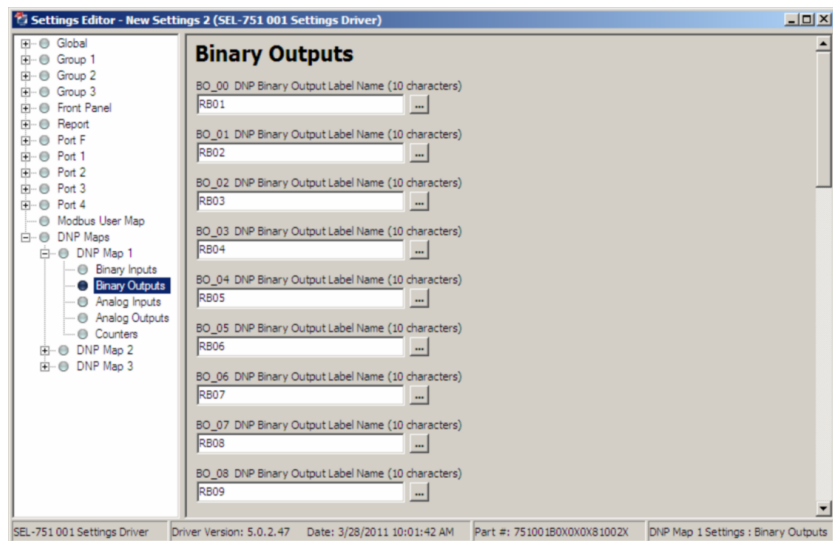 Settings Editor - New Settings 2 (SEL-751 001 Settings Driver)
Global
Group 1
Group 2
Group 3
Front Panel
Report
Port F
Port 1
Port 2
Port 3
Port 4
Modbus User Map
DNP Maps
DNP Map 1
Binary Inputs
Binary Outputs
Analog Inputs
Analog Outputs
Counters
DNP Map 2
DNP Map 3
Binary Outputs
BO_00 DNP Binary Output Label Name (10 characters)
RB01
...
BO_01 DNP Binary Output Label Name (10 characters)
RB02
...
BO_02 DNP Binary Output Label Name (10 characters)
RB03
...
BO_03 DNP Binary Output Label Name (10 characters)
RB04
...
BO_04 DNP Binary Output Label Name (10 characters)
RB05
...
BO_05 DNP Binary Output Label Name (10 characters)
RB06
...
BO_06 DNP Binary Output Label Name (10 characters)
RB07
...
BO_07 DNP Binary Output Label Name (10 characters)
RB08
...
BO_08 DNP Binary Output Label Name (10 characters)
RB09
...
SEL-751 001 Settings Driver Driver Version: 5.0.2.47 Date: 3/28/2011 10:01:42 AM Part #: 751001B0X0X0X81002X DNP Map 1 Settings : Binary Outputs